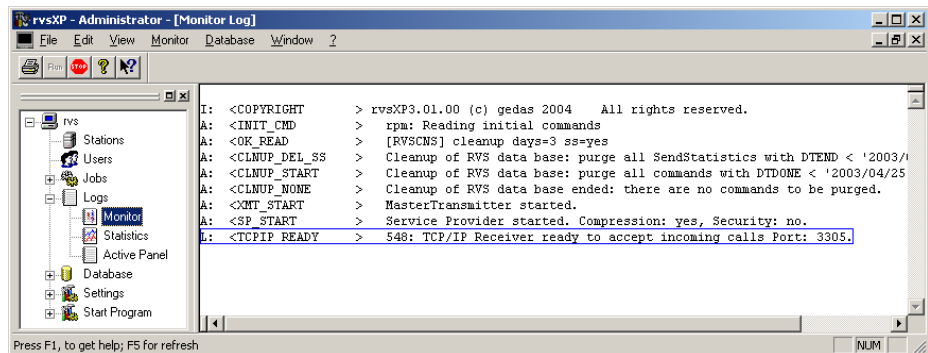 rvsXP - Administrator - [Monitor Log]
File Edit View Monitor Database Window ?
Run STOP
rvs
Stations
Users
Jobs
Logs
Monitor
Statistics
Active Panel
Database
Settings
Start Program
I: <COPYRIGHT > rvsXP3.01.00 (c) gedas 2004 All rights reserved.
A: <INIT_CMD > rpm: Reading initial commands
A: <OK_READ > [RVSCNS] cleanup days=3 ss=yes
A: <CLNUP_DEL_SS > Cleanup of RVS data base: purge all SendStatistics with DTEND < '2003/
A: <CLNUP_START > Cleanup of RVS data base: purge all commands with DTDONE < '2003/04/25
A: <CLNUP_NONE > Cleanup of RVS data base ended: there are no commands to be purged.
A: <XMT_START > MasterTransmitter started.
A: <SP_START > Service Provider started. Compression: yes, Security: no.
L: <TCPIP_READY > 548: TCP/IP Receiver ready to accept incoming calls Port: 3305.
Press F1, to get help; F5 for refresh
NUM